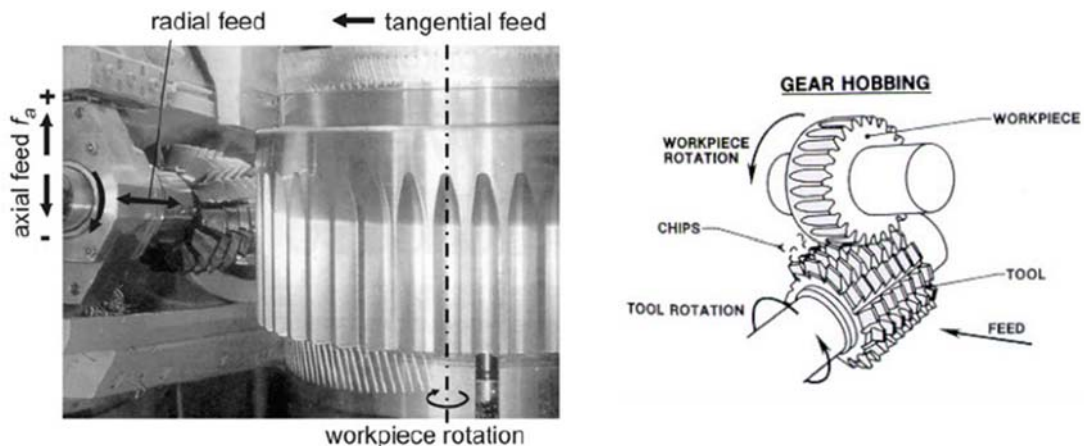 radial feed
tangential feed
axial feed fa
+
-
workpiece rotation
GEAR HOBBING
WORKPIECE
ROTATION
WORKPIECE
CHIPS
TOOL
TOOL ROTATION
FEED